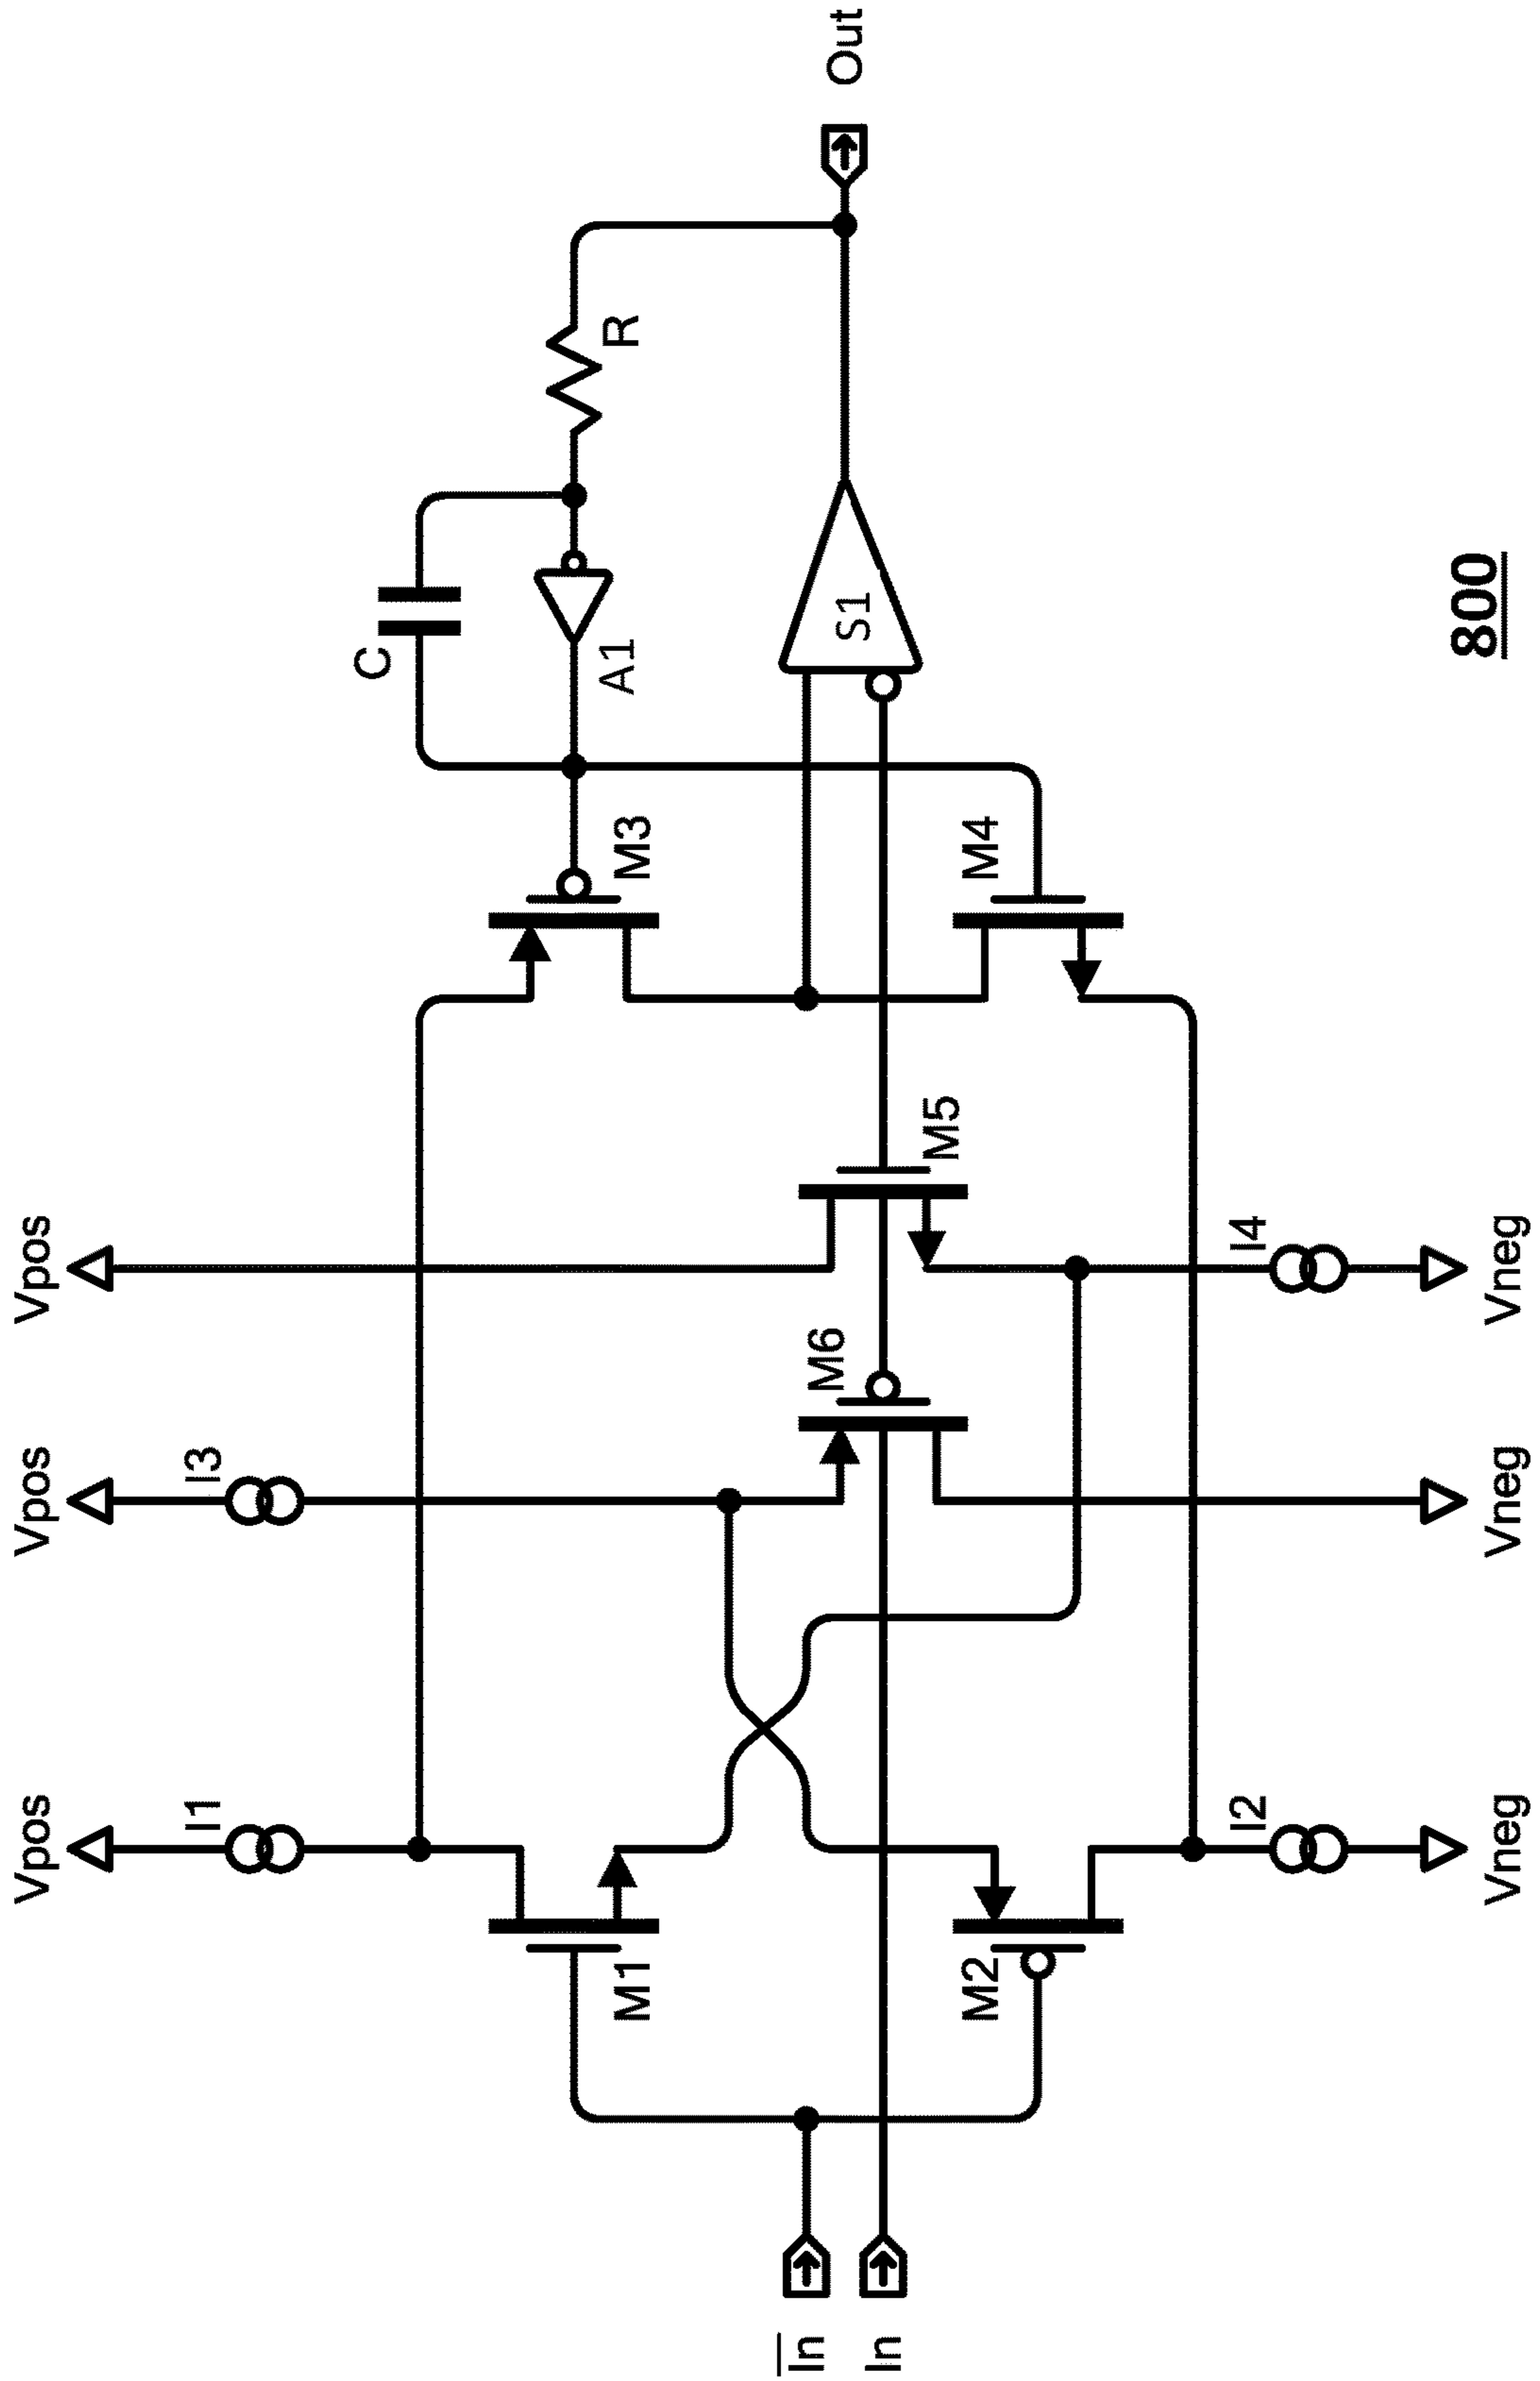 Vpos
Vpos
Vpos
I1
I3
C
R
A1
M1
M6
M3
In
In
M5
S1
Out
M2
M4
I2
I4
Vneg
Vneg
Vneg
800